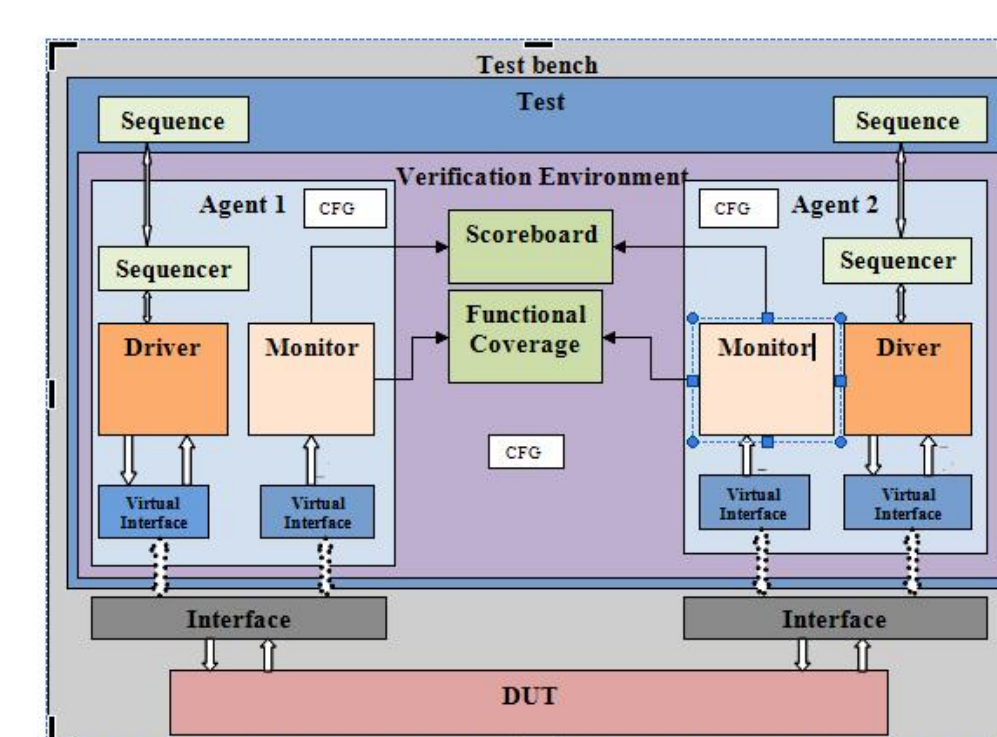 Test bench
Test
Sequence
Sequence
Verification Environment
Agent 1
CFG
CFG
Agent 2
Scoreboard
Sequencer
Sequencer
Functional
Coverage
Driver
Monitor
Monitor
Diver
CFG
Virtual
Interface
Virtual
Interface
Virtual
Interface
Virtual
Interface
Interface
Interface
DUT